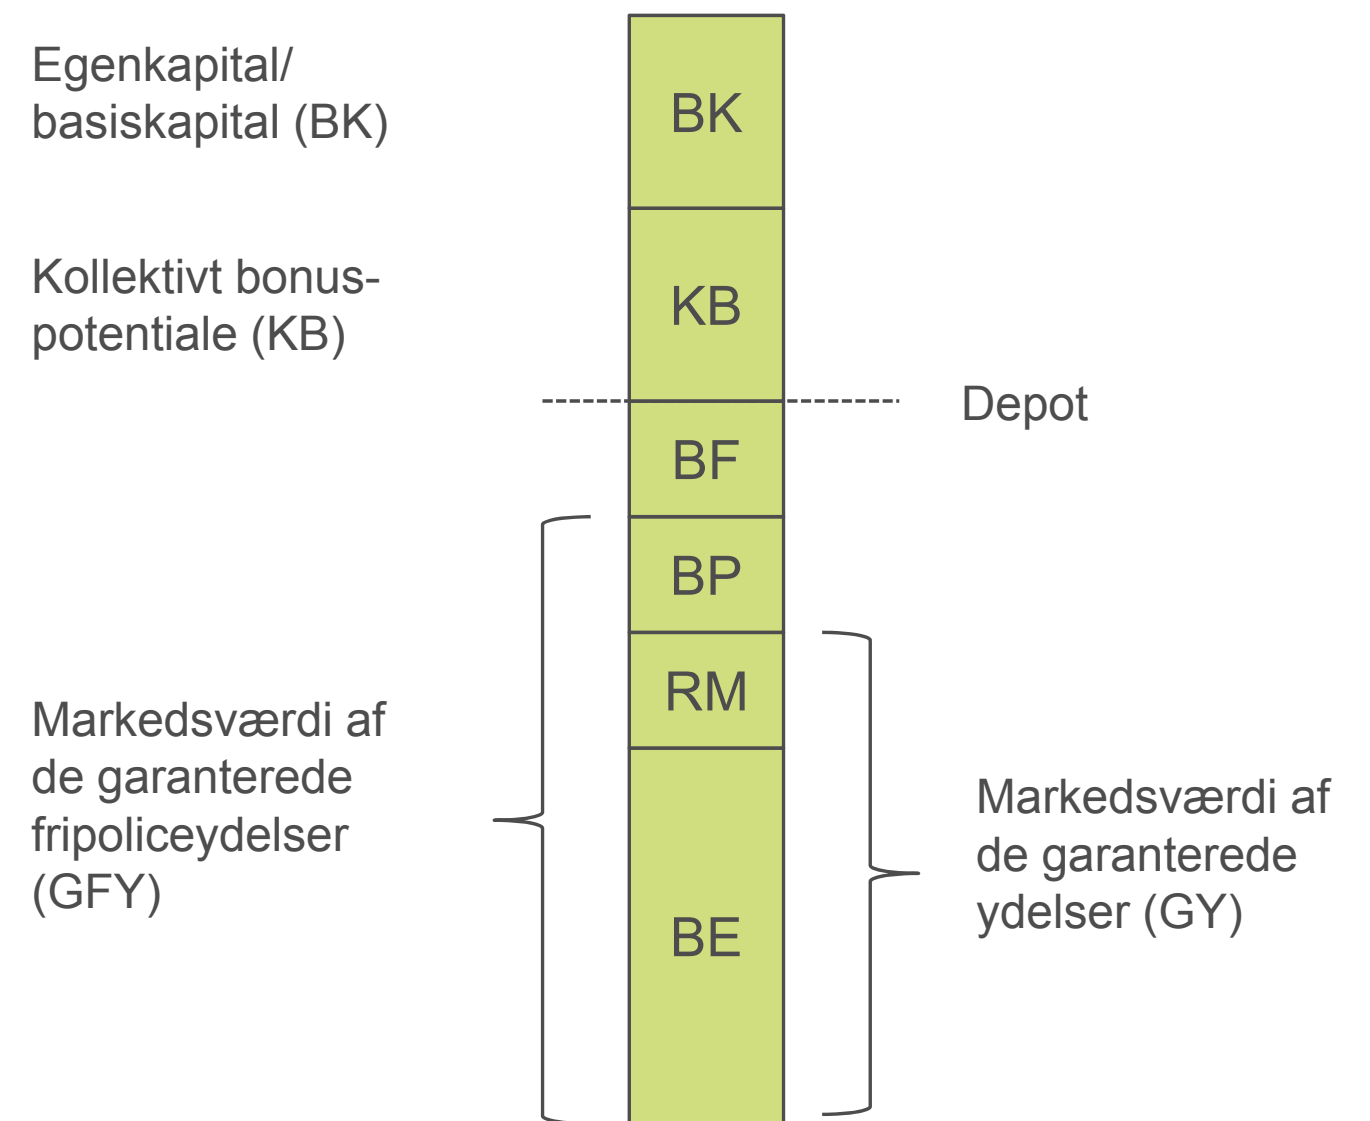 Egenkapital/
basiskapital (BK)
BK
Kollektivt bonus-
potentiale (KB)
KB
Depot
BF
BP
RM
Markedsværdi af
de garanterede
fripoliceydelser
(GFY)
Markedsværdi af
de garanterede
ydelser (GY)
BE